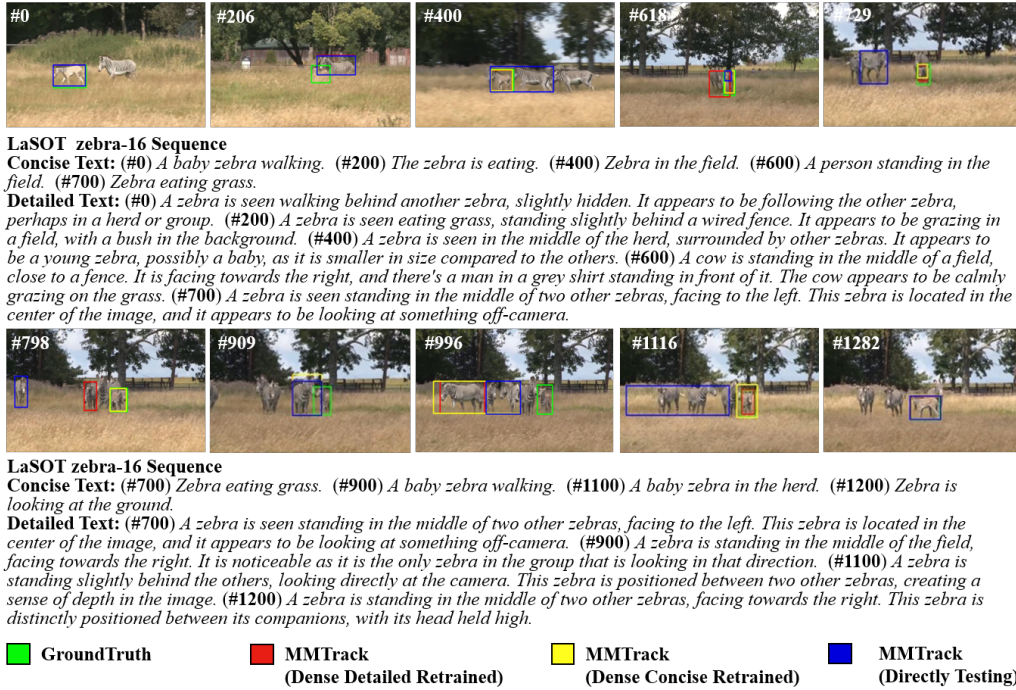 #0 #206 #400 #618 #729
LaSOT zebra-16 Sequence
Concise Text: (#0) A baby zebra walking. (#200) The zebra is eating. (#400) Zebra in the field. (#600) A person standing in the
field. (#700) Zebra eating grass.
Detailed Text: (#0) A zebra is seen walking behind another zebra, slightly hidden. It appears to be following the other zebra,
perhaps in a herd or group. (#200) A zebra is seen eating grass, standing slightly behind a wired fence. It appears to be grazing in
a field, with a bush in the background. (#400) A zebra is seen in the middle of the herd, surrounded by other zebras. It appears to
be a young zebra, possibly a baby, as it is smaller in size compared to the others. (#600) A cow is standing in the middle of a field,
close to a fence. It is facing towards the right, and there's a man in a grey shirt standing in front of it. The cow appears to be calmly
grazing on the grass. (#700) A zebra is seen standing in the middle of two other zebras, facing to the left. This zebra is located in the
center of the image, and it appears to be looking at something off-camera.
#798 #909 #996 #1116 #1282
LaSOT zebra-16 Sequence
Concise Text: (#700) Zebra eating grass. (#900) A baby zebra walking. (#1100) A baby zebra in the herd. (#1200) Zebra is
looking at the ground.
Detailed Text: (#700) A zebra is seen standing in the middle of two other zebras, facing to the left. This zebra is located in the
center of the image, and it appears to be looking at something off-camera. (#900) A zebra is standing in the middle of the field,
facing towards the right. It is noticeable as it is the only zebra in the group that is looking in that direction. (#1100) A zebra is
standing slightly behind the others, looking directly at the camera. This zebra is positioned between two other zebras, creating a
sense of depth in the image. (#1200) A zebra is standing in the middle of two other zebras, facing towards the right. This zebra is
distinctly positioned between its companions, with its head held high.
GroundTruth MMTrack MMTrack MMTrack
(Dense Detailed Retrained) (Dense Concise Retrained) (Directly Testing)